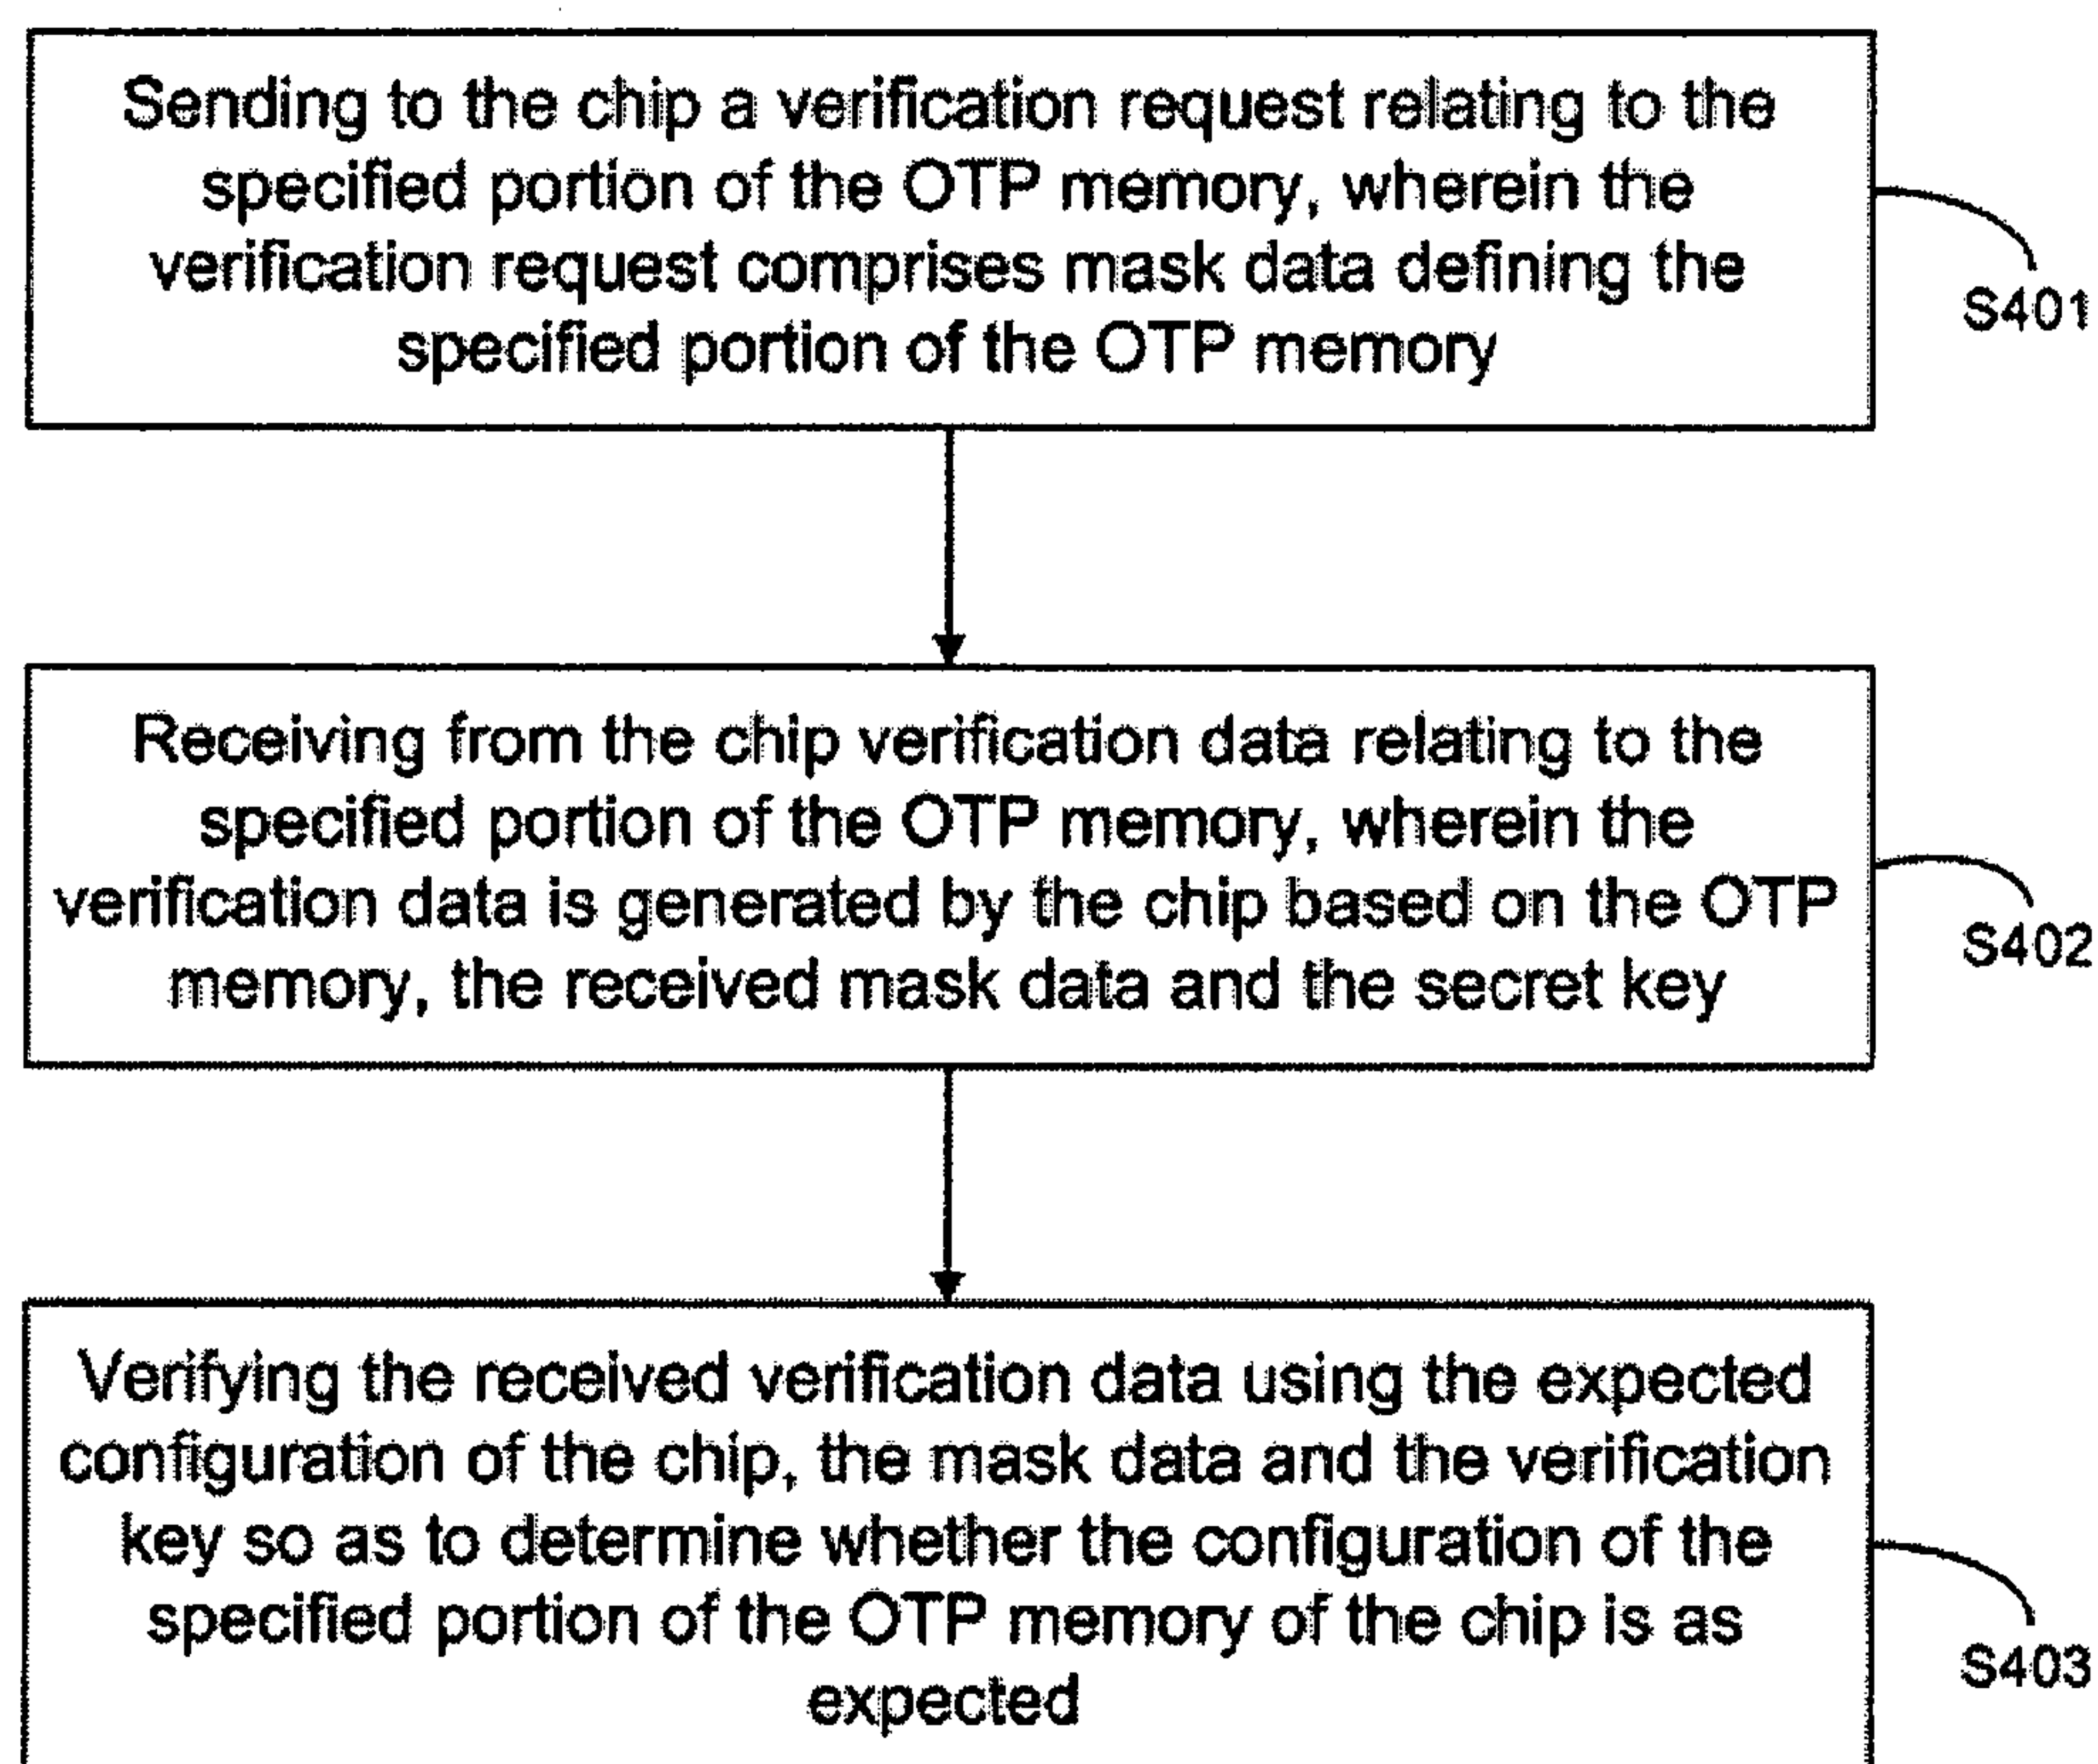 Sending to the chip a verification request relating to the
specified portion of the OTP memory, wherein the
verification request comprises mask data defining the
specified portion of the OTP memory
S401
Receiving from the chip verification data relating to the
specified portion of the OTP memory, wherein the
verification data is generated by the chip based on the OTP
memory, the received mask data and the secret key
S402
Verifying the received verification data using the expected
configuration of the chip, the mask data and the verification
key so as to determine whether the configuration of the
specified portion of the OTP memory of the chip is as
expected
S403